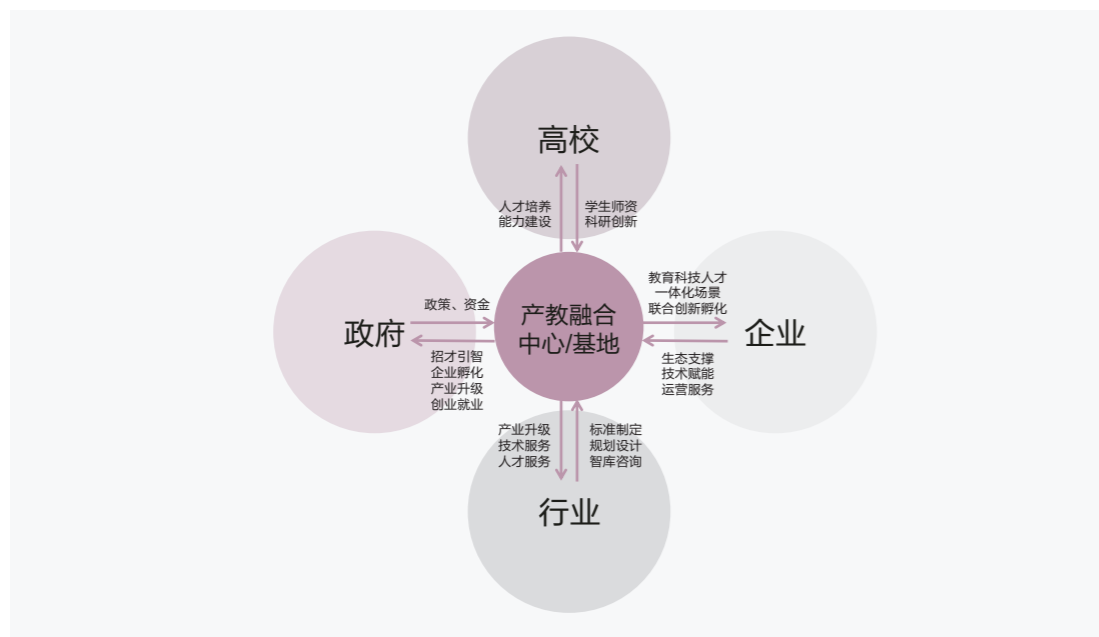 高校
人才培养
能力建设
学生师资
科研创新
政府
政策、资金
招才引智
企业孵化
产业升级
创业就业
产教融合
中心/基地
教育科技人才
一体化场景
联合创新孵化
生态支撑
技术赋能
运营服务
企业
产业升级
技术服务
人才服务
标准制定
规划设计
智库咨询
行业